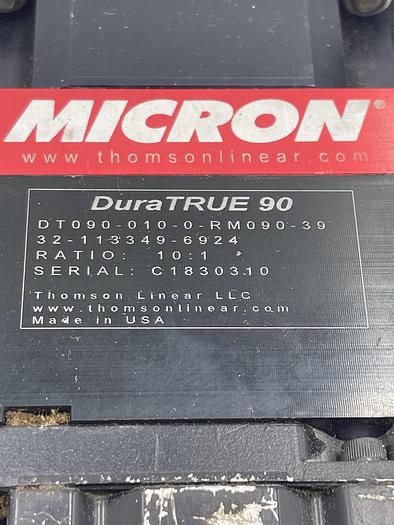 MICRON®
www.thomsonlinear.com
DuraTRUE 90
DT090-010-0-RM090-39
32-113349-6924
RATIO: 10:1
SERIAL: C1830310
Thomson Linear LLC
www.thomsonlinear.com
Made in USA